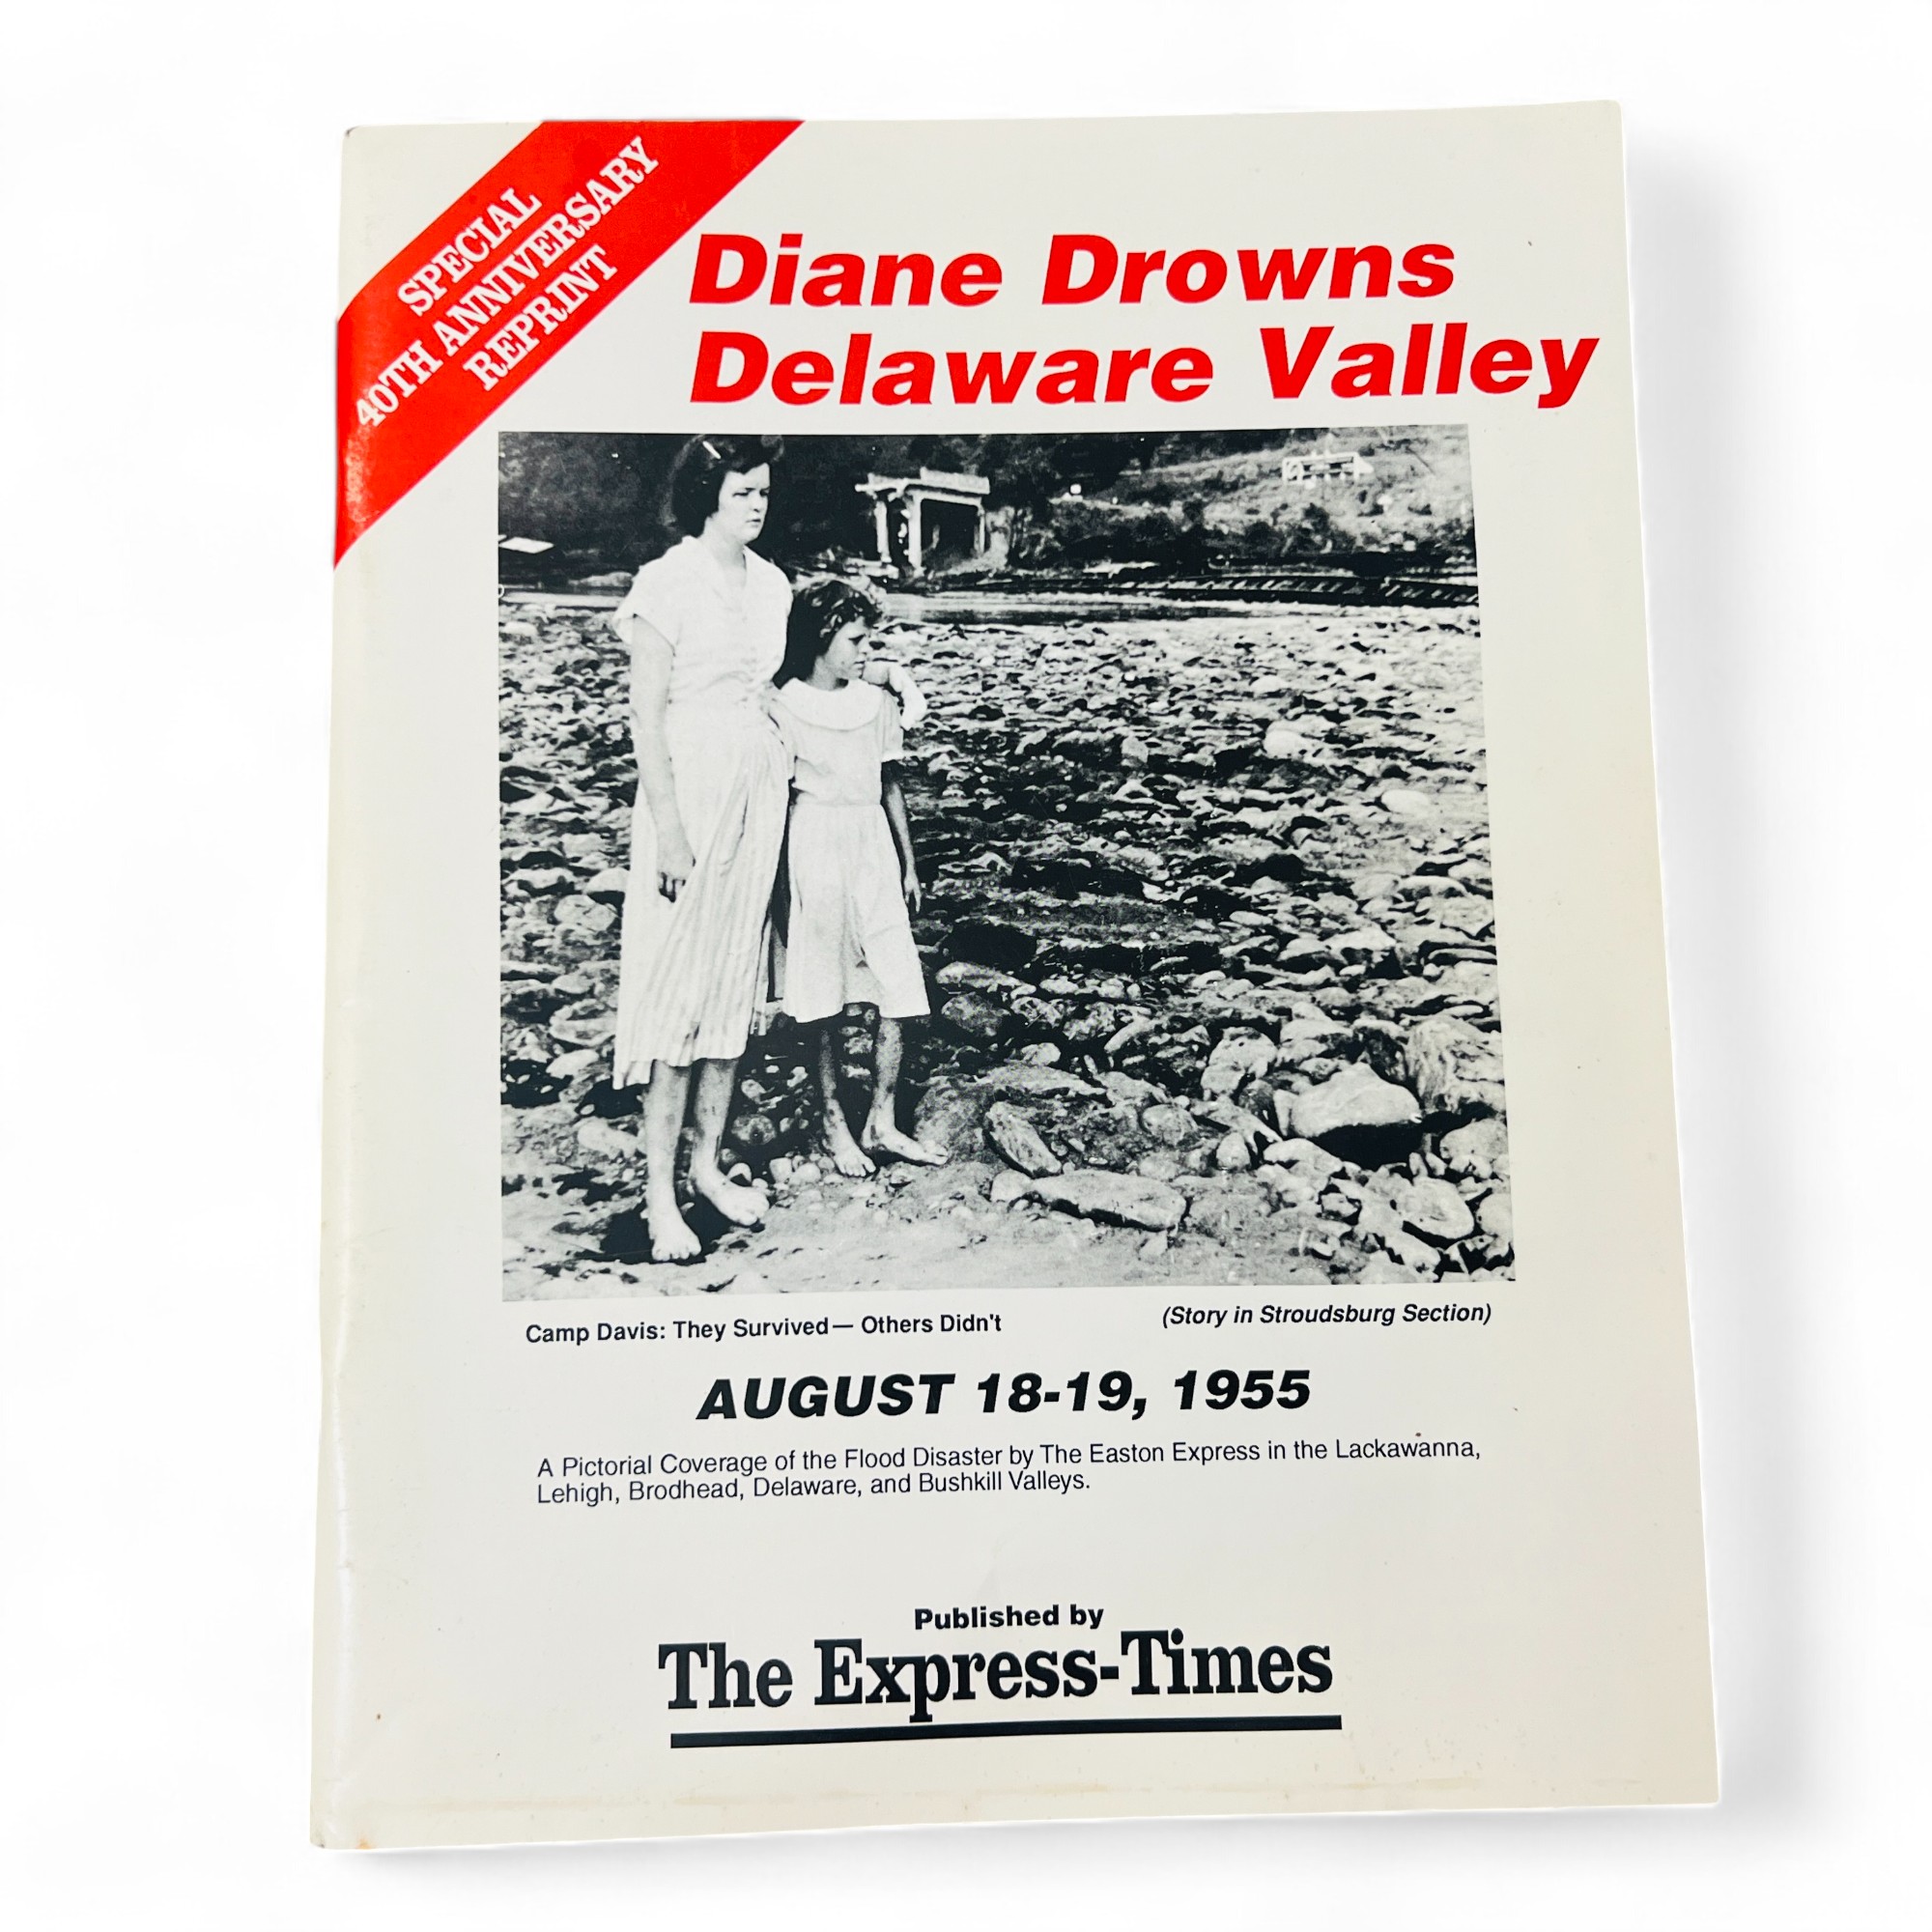 SPECIAL
40TH ANNIVERSARY
REPRINT
Diane Drowns
Delaware Valley
Camp Davis: They Survived— Others Didn't
(Story in Stroudsburg Section)
AUGUST 18-19, 1955
A Pictorial Coverage of the Flood Disaster by The Easton Express in the Lackawanna,
Lehigh, Brodhead, Delaware, and Bushkill Valleys.
Published by
The Express-Times